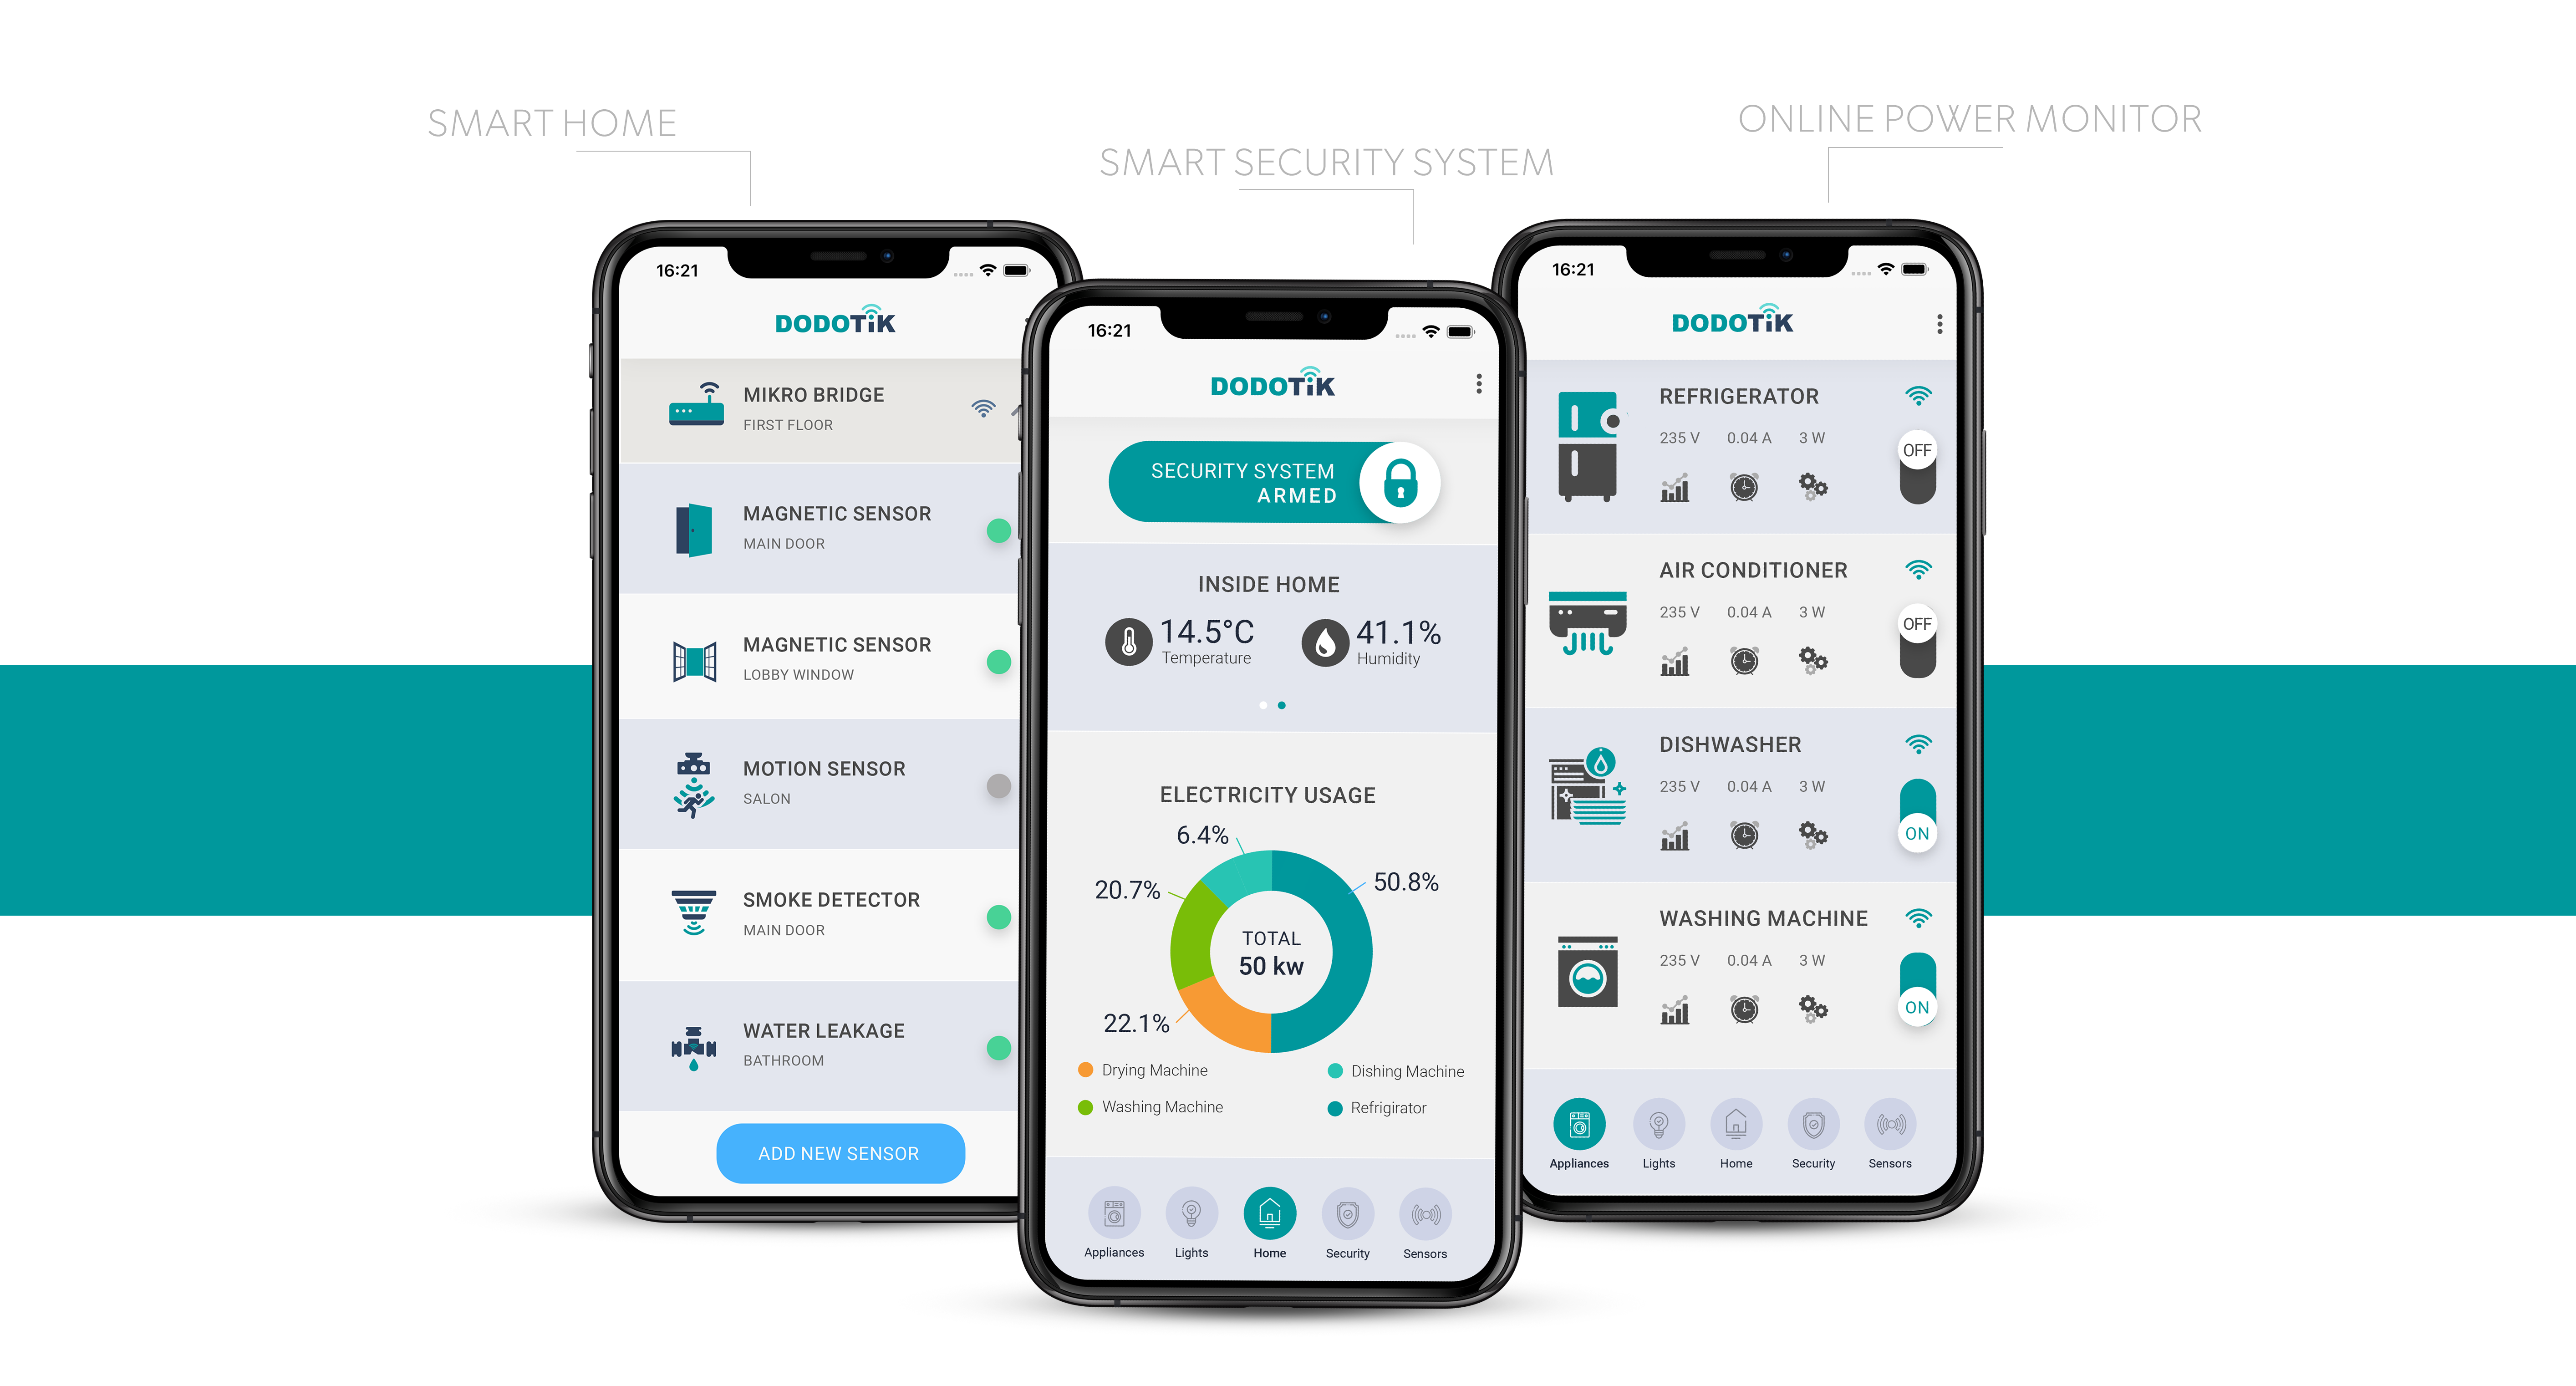 SMART HOME
SMART SECURITY SYSTEM
ONLINE POWER MONITOR
16:21
DODOTiK
MIKRO BRIDGE
FIRST FLOOR
MAGNETIC SENSOR
MAIN DOOR
MAGNETIC SENSOR
LOBBY WINDOW
MOTION SENSOR
SALON
SMOKE DETECTOR
MAIN DOOR
WATER LEAKAGE
BATHROOM
ADD NEW SENSOR
16:21
DODOTiK
SECURITY SYSTEM
ARMED
INSIDE HOME
14.5°C
Temperature
41.1%
Humidity
ELECTRICITY USAGE
6.4%
20.7%
50.8%
22.1%
TOTAL
50 kw
Drying Machine
Dishing Machine
Washing Machine
Refrigirator
Appliances Lights Home Security Sensors
16:21
DODOTiK
REFRIGERATOR
235 V 0.04 A 3 W
OFF
AIR CONDITIONER
235 V 0.04 A 3 W
OFF
DISHWASHER
235 V 0.04 A 3 W
ON
WASHING MACHINE
235 V 0.04 A 3 W
ON
Appliances Lights Home Security Sensors